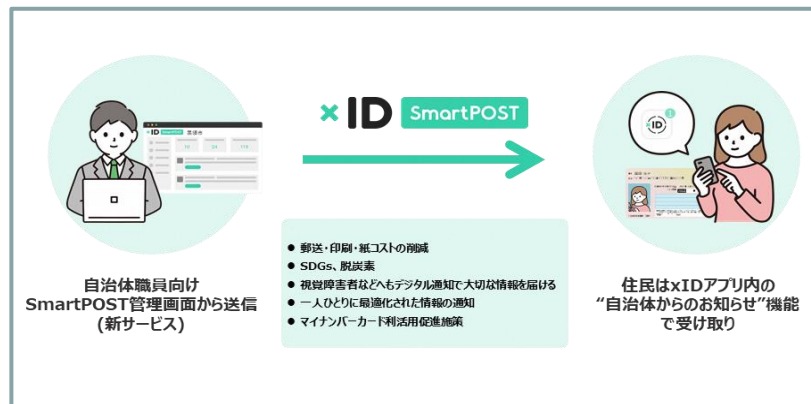 ×ID SmartPOST
×ID SmartPOST
ID
1
自治体職員向け
SmartPOST管理画面から送信
(新サービス)
● 郵送・印刷・紙コストの削減
● SDGs、脱炭素
● 視覚障害者などへもデジタル通知で大切な情報を届ける
● 一人ひとりに最適化された情報の通知
● マイナンバーカード利活用促進施策
住民はxIDアプリ内の
“自治体からのお知らせ”機能
で受け取り